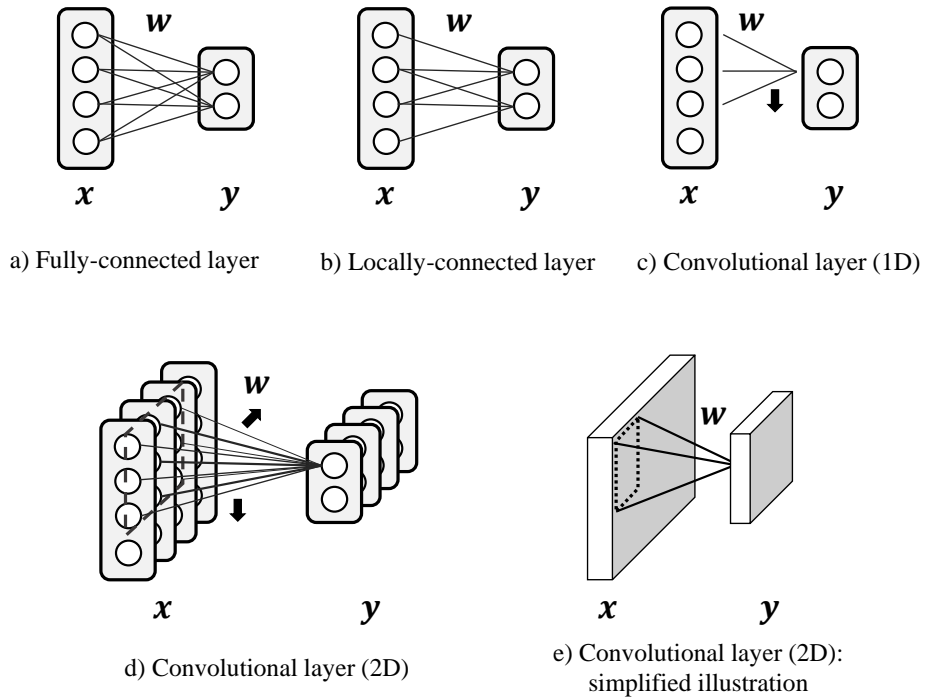 w
w
w
x
y
x
y
x
y
a) Fully-connected layer
b) Locally-connected layer
c) Convolutional layer (1D)
w
w
x
y
x
y
d) Convolutional layer (2D)
e) Convolutional layer (2D):
simplified illustration